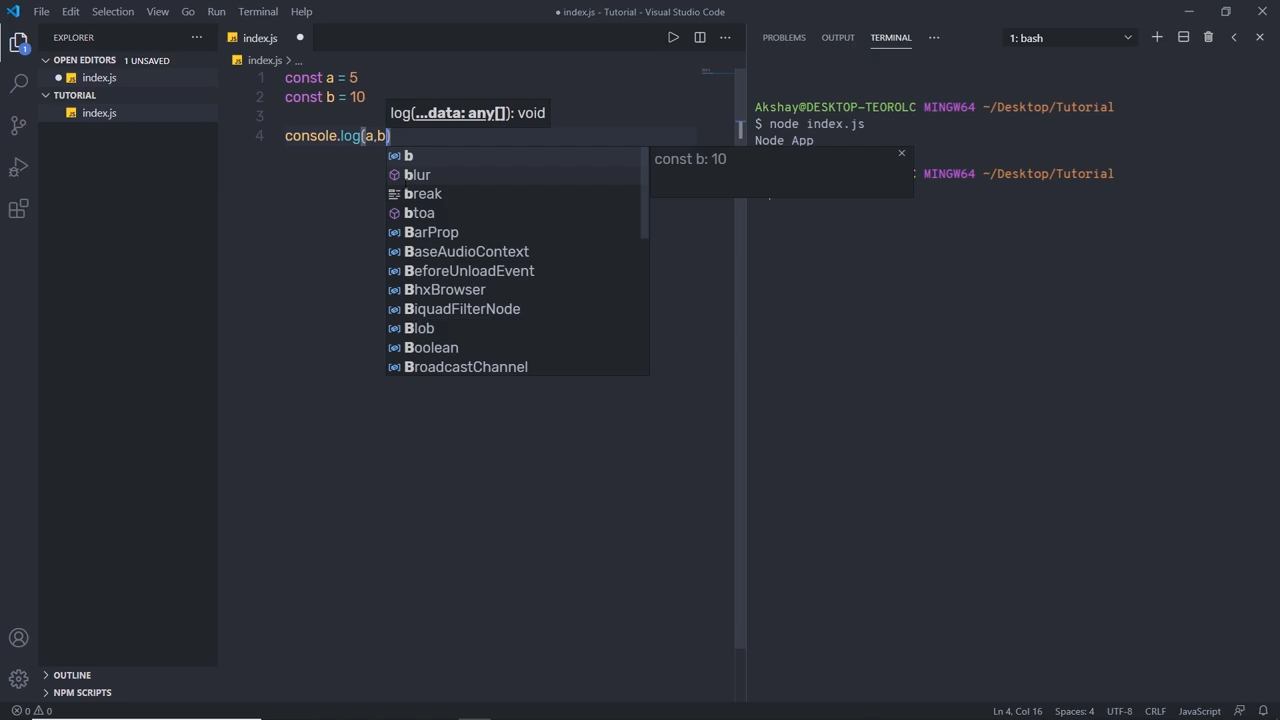 File Edit Selection View Go Run Terminal Help
● index.js - Tutorial - Visual Studio Code
1
EXPLORER
OPEN EDITORS 1 UNSAVED
● index.js
TUTORIAL
index.js
OUTLINE
NPM SCRIPTS
index.js ●
index.js > ...
1 const a = 5
2 const b = 10
3
4 console.log(a,b)
log(...data: any[]): void
b
blur
break
btoa
BarProp
BaseAudioContext
BeforeUnloadEvent
BhxBrowser
BiquadFilterNode
Blob
Boolean
BroadcastChannel
const b: 10
PROBLEMS OUTPUT TERMINAL ... 1: bash
Akshay@DESKTOP-TEOROLC MINGW64 ~/Desktop/Tutorial
$ node index.js
Node App
MINGW64 ~/Desktop/Tutorial
0 0 Ln 4, Col 16 Spaces: 4 UTF-8 CRLF JavaScript